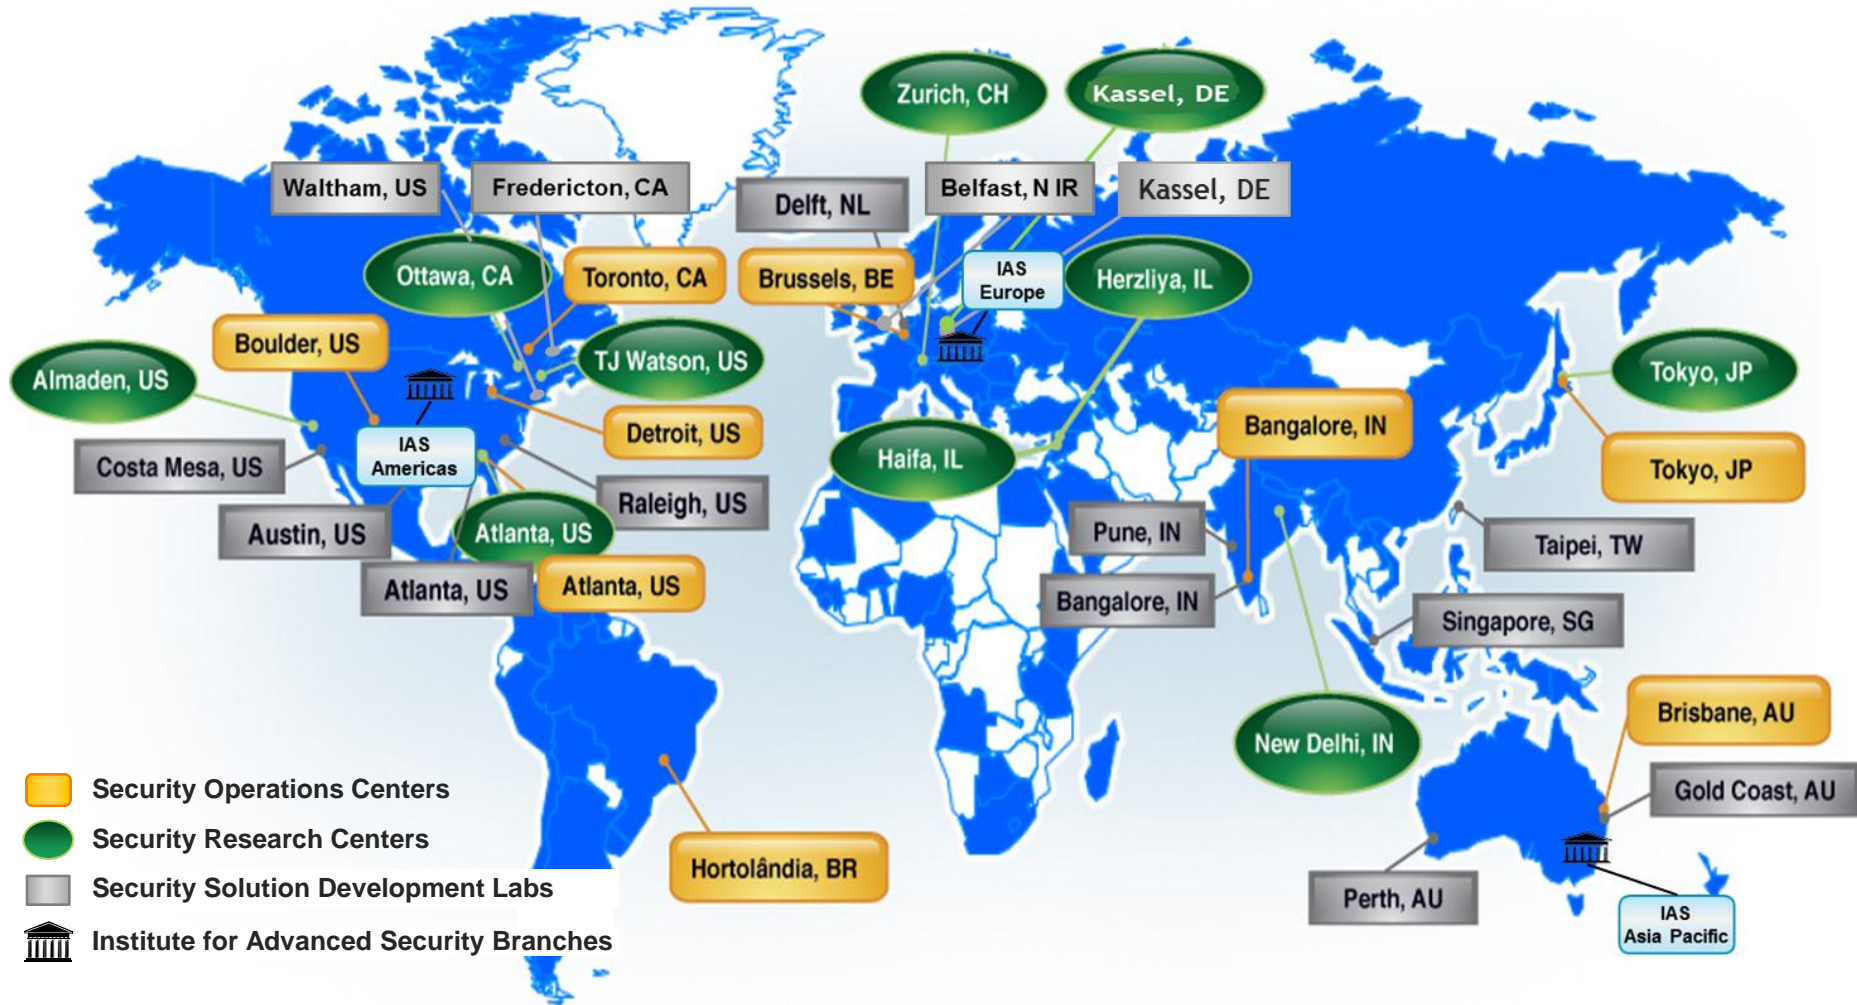 Zurich, CH
Kassel, DE
Waltham, US
Fredericton, CA
Delft, NL
Belfast, N IR
Kassel, DE
Ottawa, CA
Toronto, CA
Brussels, BE
IAS
Europe
Herzliya, IL
Boulder, US
TJ Watson, US
Almaden, US
Tokyo, JP
Detroit, US
Bangalore, IN
IAS
Americas
Costa Mesa, US
Haifa, IL
Tokyo, JP
Raleigh, US
Austin, US
Atlanta, US
Pune, IN
Taipei, TW
Atlanta, US
Atlanta, US
Bangalore, IN
Singapore, SG
New Delhi, IN
Brisbane, AU
Gold Coast, AU
Security Operations Centers
Security Research Centers
Security Solution Development Labs
Institute for Advanced Security Branches
Hortolândia, BR
Perth, AU
IAS
Asia Pacific